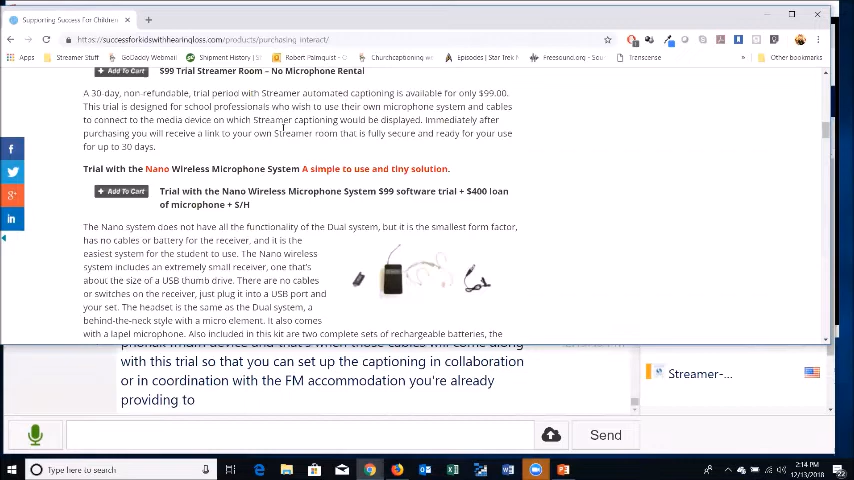 Supporting Success For Children
https://successforkidswithhearingloss.com/products/purchasing_interact/
Apps
Streamer Stuff
GoDaddy Webmail
Shipment History |
Robert Palmquist -
Churchcaptioning w
Episodes | Star Trek
Freesound.org -
Transcense
Other bookmarks
Add To Cart
$99 Trial Streamer Room – No Microphone Rental
A 30 day, non-refundable, trial period with Streamer automated captioning is available for only $99.00.
This trial is designed for school professionals who wish to use their own microphone system and cables
to connect to the media device on which Streamer captioning would be displayed. Immediately after
purchasing you will receive a link to your own Streamer room that is fully secure and ready for your use
for up to 30 days.
Trial with the Nano Wireless Microphone System A simple to use and tiny solution.
Add To Cart
Trial with the Nano Wireless Microphone System $99 software trial + $400 loan
of microphone + S/H
The Nano system does not have all the functionality of the Dual system, but it is the smallest form factor,
has no cables or battery for the receiver, and it is the
easiest system for the student to use. The Nano wireless
system includes an extremely small receiver, one that's
about the size of a USB thumb drive. There are no cables
or switches on the receiver, just plug it into a USB port and
your set. The headset is the same as the Dual system, a
behind-the-neck style with a micro element. It also comes
with a lapel microphone. Also included in this kit are two complete sets of rechargeable batteries, the
device and that's when those cables will come along
with this trial so that you can set up the captioning in collaboration
or in coordination with the FM accommodation you're already
providing to
Streamer-...
Send
Type here to search
2:14 PM
12/13/2018
22